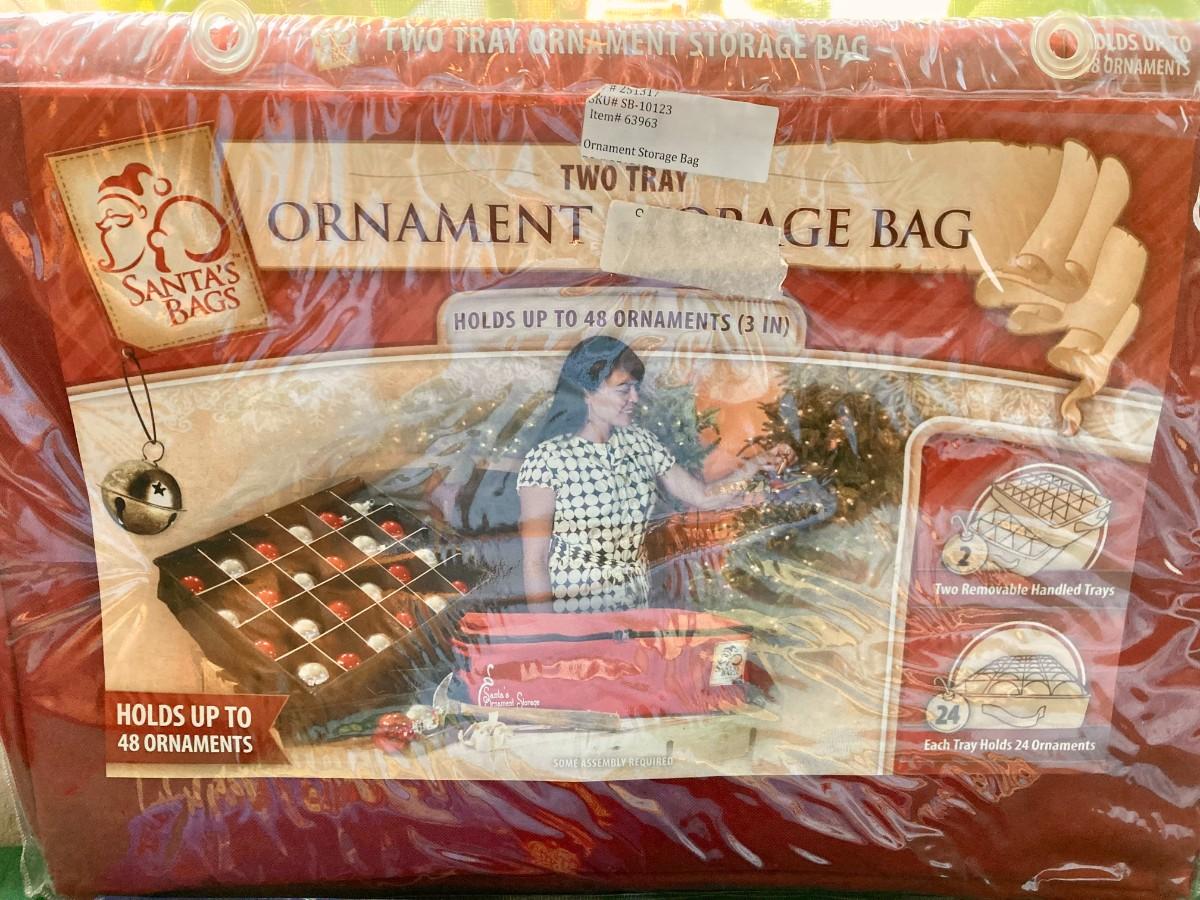 TWO TRAY ORNAMENT STORAGE BAG
HOLDS UP TO
48 ORNAMENTS
# 251317
SKU# SB-10123
Item# 63963
Ornament Storage Bag
TWO TRAY
ORNAMENT STORAGE BAG
SANTA'S
BAGS
HOLDS UP TO 48 ORNAMENTS (3 IN)
2
Two Removable Handled Trays
24
Each Tray Holds 24 Ornaments
Santa's
Ornament Storage
HOLDS UP TO
48 ORNAMENTS
SOME ASSEMBLY REQUIRED